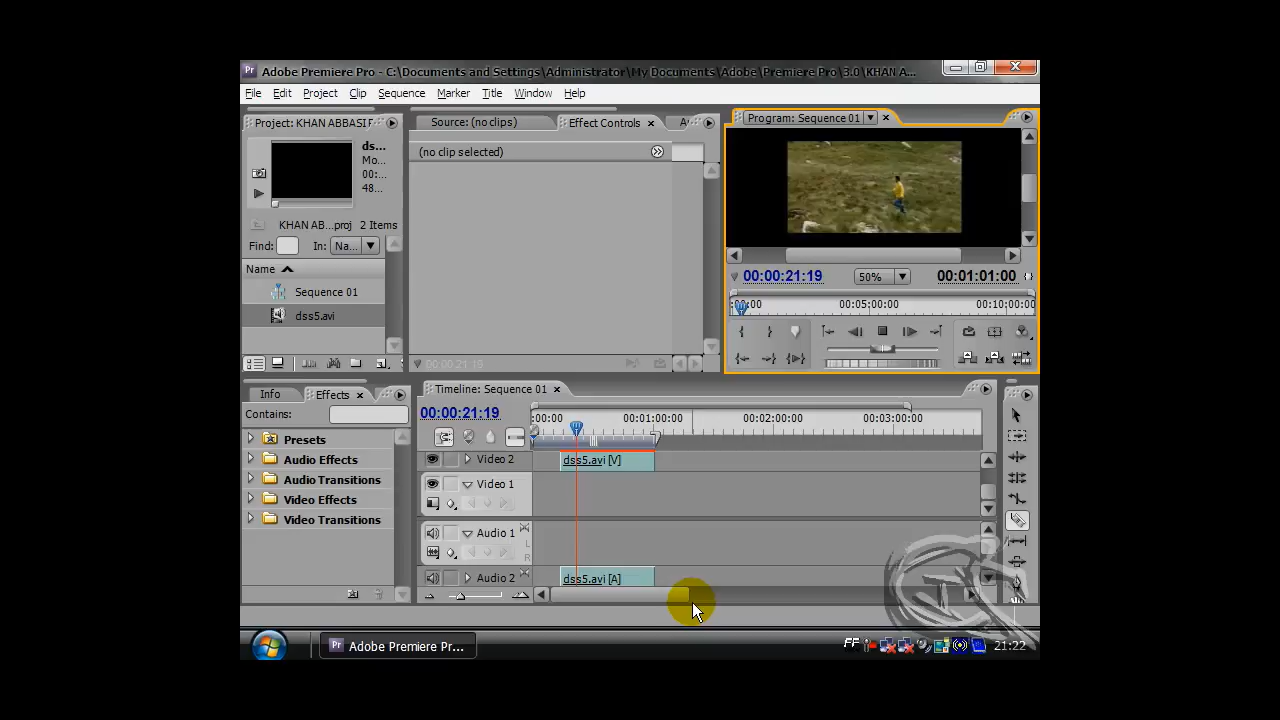 Adobe Premiere Pro - C:\Documents and Settings\Administrator\My Documents\Adobe\Premiere Pro\3.0\KHAN A...
File Edit Project Clip Sequence Marker Title Window Help
Project: KHAN ABBASI F
Source: (no clips)
Effect Controls
Program: Sequence 01
ds...
Mo...
00:...
48...
(no clip selected)
KHAN AB...proj 2 Items
Find: In: Na...
Name
Sequence 01
dss5.avi
00:00:21:19
50%
00:01:01:00
:00 00:05:00:00 00:10:00:00
00:00:21:19
Info
Effects
Timeline: Sequence 01
Contains:
00:00:21:19
:00:00 00:01:00:00 00:02:00:00 00:03:00:00
Presets
Audio Effects
Audio Transitions
Video Effects
Video Transitions
Video 2
dss5.avi [V]
Video 1
Audio 1
L
R
Audio 2
dss5.avi [A]
Adobe Premiere Pr...
FF
21:22